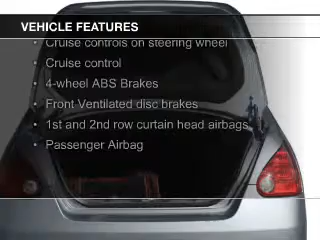 VEHICLE FEATURES
• Cruise controls on steering wheel
• Cruise control
• 4-wheel ABS Brakes
• Front Ventilated disc brakes
• 1st and 2nd row curtain head airbags
• Passenger Airbag